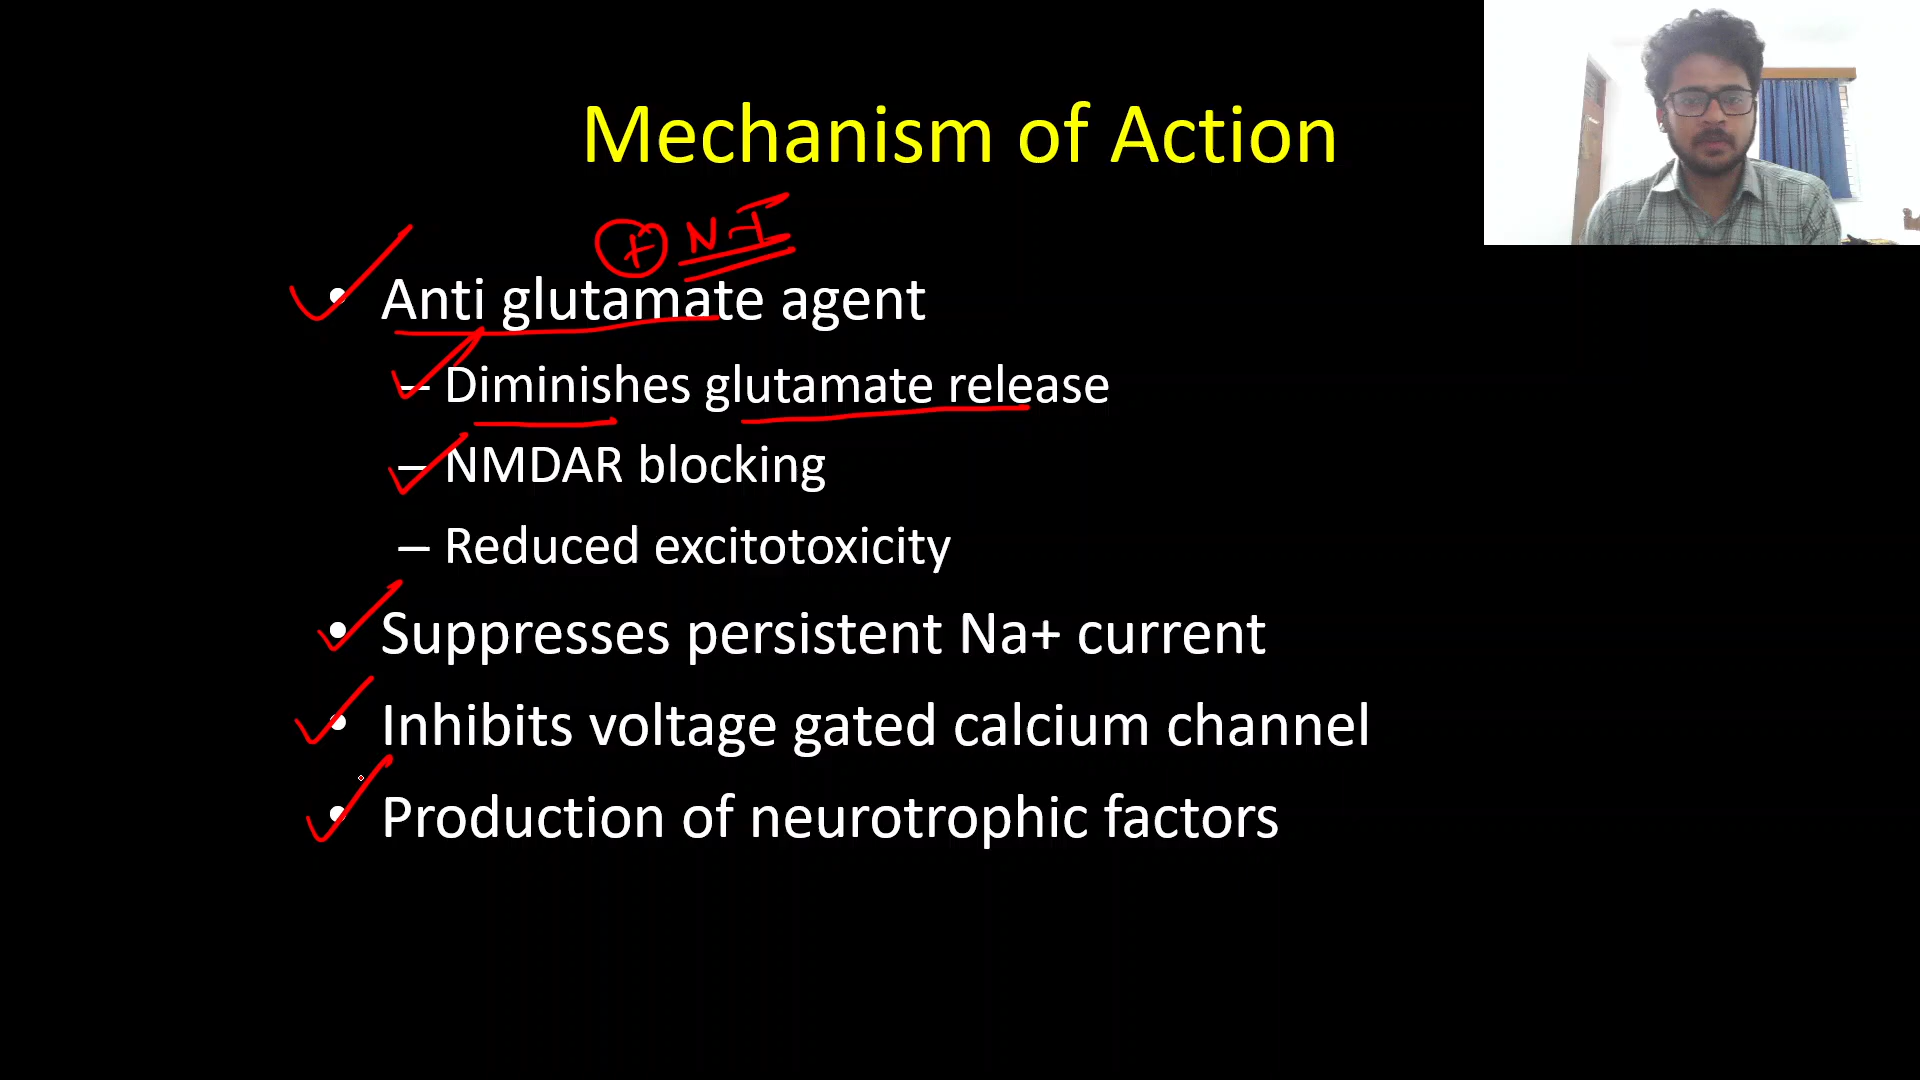 Mechanism of Action
+ N-T
• Anti glutamate agent
– Diminishes glutamate release
– NMDAR blocking
– Reduced excitotoxicity
• Suppresses persistent Na+ current
• Inhibits voltage gated calcium channel
• Production of neurotrophic factors